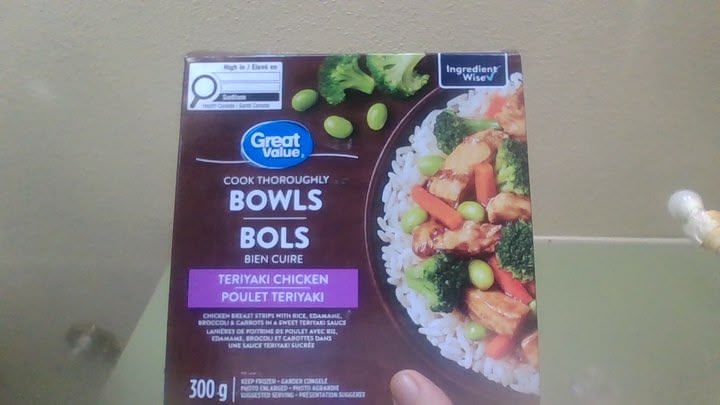 High in / Élevé en
Sodium
Health Canada / Santé Canada
Ingredient
Wise
Great
Value
COOK THOROUGHLY
BOWLS
BOLS
BIEN CUIRE
TERIYAKI CHICKEN
POULET TERIYAKI
CHICKEN BREAST STRIPS WITH RICE, EDAMAME,
BROCCOLI & CARROTS IN A SWEET TERIYAKI SAUCE
LANIÈRES DE POITRINE DE POULET AVEC RIZ,
EDAMAME, BROCOLI ET CAROTTES DANS
UNE SAUCE TERIYAKI SUCRÉE
300 g
KEEP FROZEN • GARDER CONGELÉ
PHOTO ENLARGED • PHOTO AGRANDIE
SUGGESTED SERVING • PRÉSENTATION SUGGÉRÉE